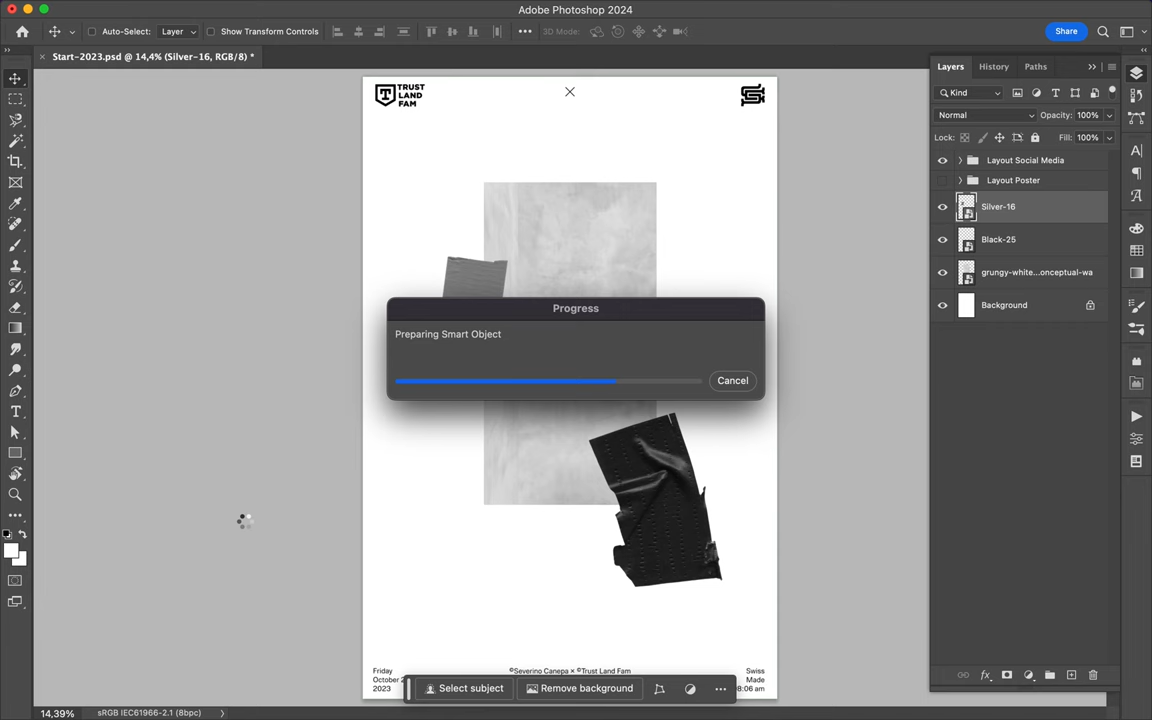 Adobe Photoshop 2024
Auto-Select: Layer Show Transform Controls 3D Mode: Share
Start-2023.psd @ 14,4% (Silver-16, RGB/8) *
TRUST
LAND
FAM
Layers History Paths
Kind
Normal Opacity: 100%
Lock: Fill: 100%
Layout Social Media
Layout Poster
Silver-16
Black-25
grungy-white...onceptual-wa
Background
Progress
Preparing Smart Object
Cancel
Friday
October 2
2023
©Severino Canepa × ©Trust Land Fam
Swiss
Made
8:06 am
Select subject Remove background
14,39% sRGB IEC61966-2.1 (8bpc)